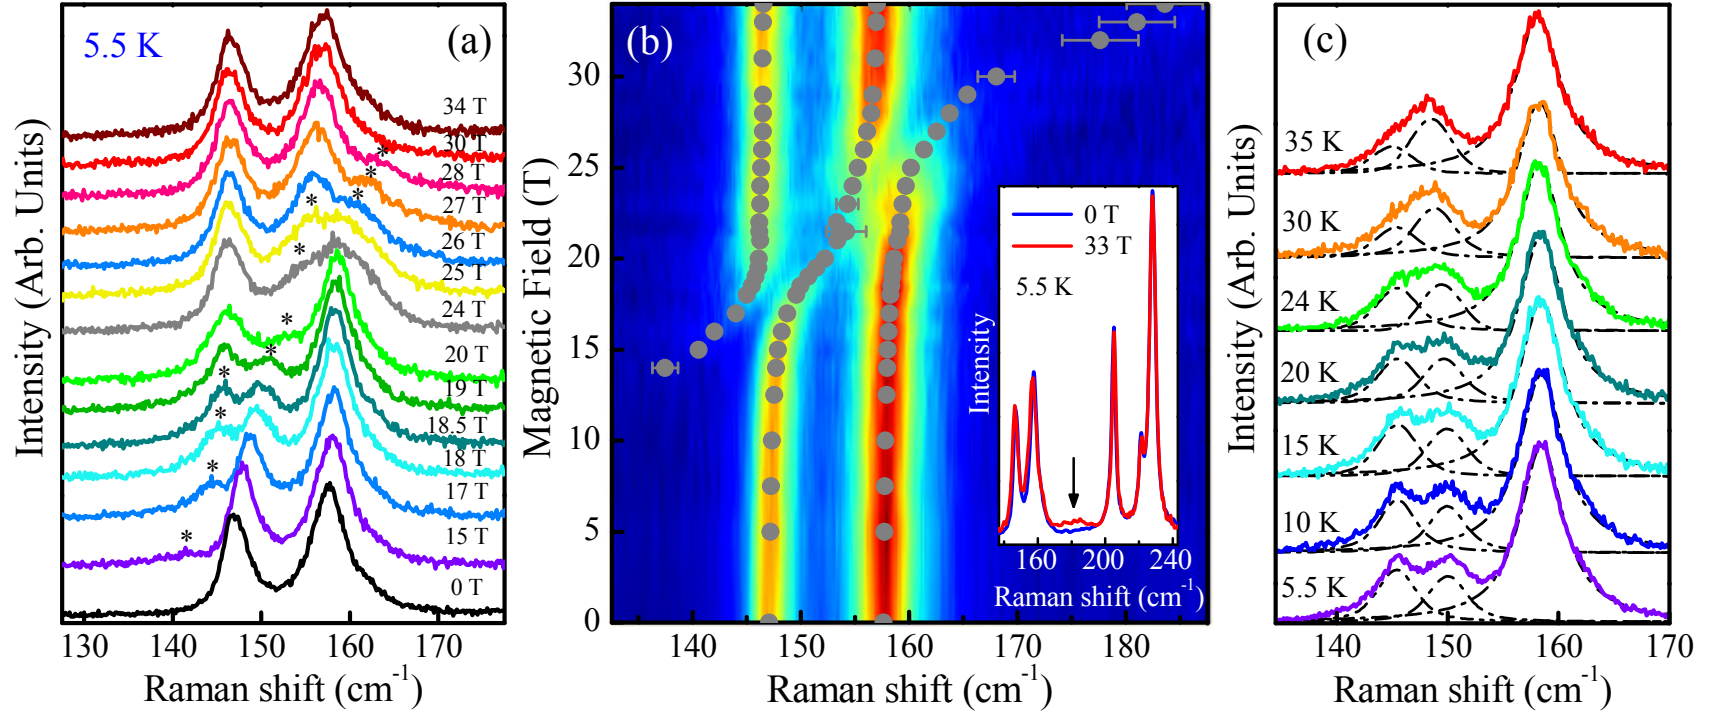 5.5 K
(a)
34 T
30 T
28 T
*
27 T
*
26 T
*
*
25 T
*
24 T
*
20 T
*
19 T
*
18.5 T
*
18 T
*
17 T
*
15 T
0 T
Intensity (Arb. Units)
130 140 150 160 170
Raman shift (cm-1)
(b)
30
25
20
15
10
5
0
Magnetic Field (T)
140 150 160 170 180
Raman shift (cm-1)
0 T
33 T
5.5 K
Intensity
160 200 240
Raman shift (cm-1)
(c)
35 K
30 K
24 K
20 K
15 K
10 K
5.5 K
Intensity (Arb. Units)
140 150 160 170
Raman shift (cm-1)